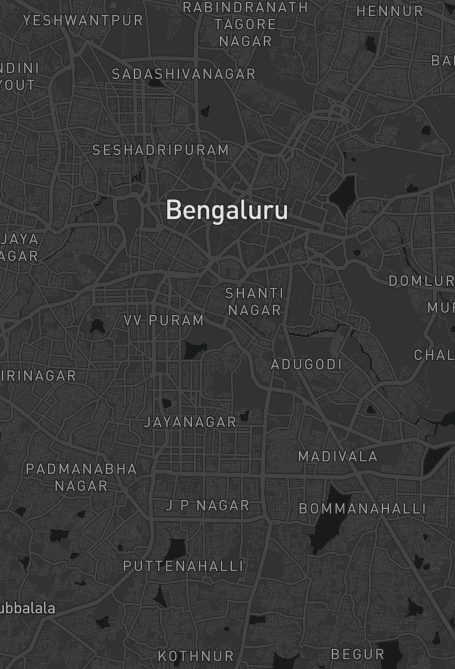 RABINDRANATH
TAGORE
NAGAR
HENNUR
YESHWANTPUR
NDINI
YOUT
SADASHIVANAGAR
BA
SESHADRIPURAM
Bengaluru
JAYA
AGAR
DOMLUR
SHANTI
NAGAR
MUR
VV PURAM
CHAL
ADUGODI
IRINAGAR
JAYANAGAR
MADIVALA
PADMANABHA
NAGAR
J P NAGAR
BOMMANAHALLI
PUTTENAHALLI
ubbalala
KOTHNUR
BEGUR